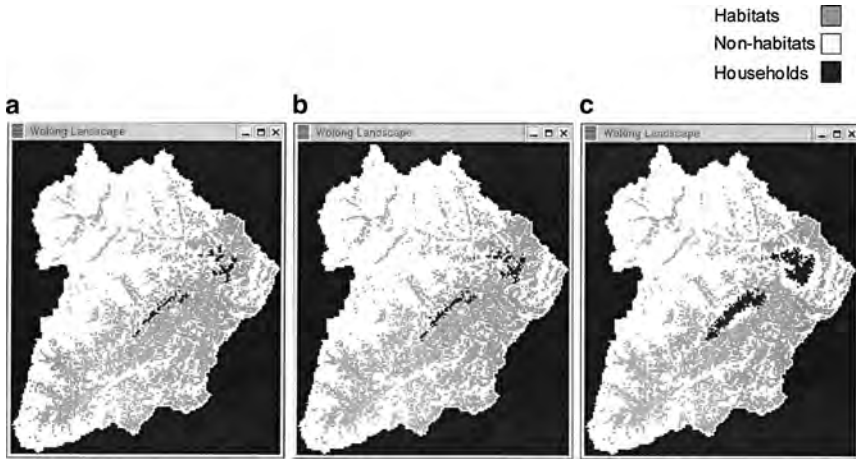 Habitats
Non-habitats
Households
a
b
c
Wolong Landscape
Wolong Landscape
Wolong Landscape